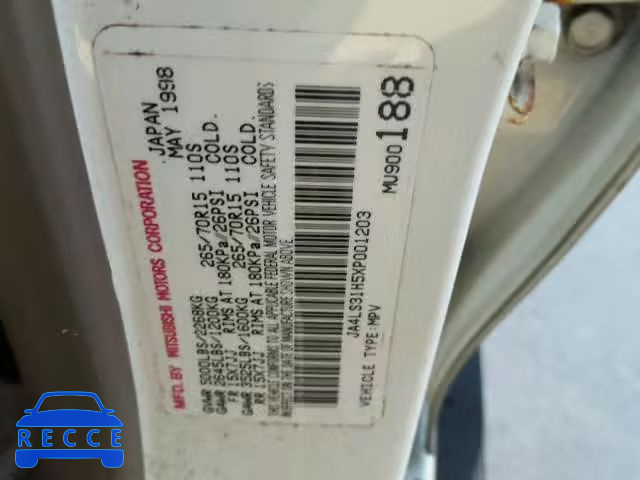 MFD. BY MITSUBISHI MOTORS CORPORATION JAPAN
MAY 1998
GVWR 5000LBS/2268KG
GAWR 2645LBS/1200KG 265/70R15 110S
FR 15X7JJ RIMS AT 180KPa/26PSI COLD.
GAWR 3525LBS/1600KG 265/70R15 110S
RR 15X7JJ RIMS AT 180KPa/26PSI COLD.
THIS VEHICLE CONFORMS TO ALL APPLICABLE FEDERAL MOTOR VEHICLE SAFETY STANDARDS
IN EFFECT ON THE DATE OF MANUFACTURE SHOWN ABOVE.
JA4LS31H5XP001203
VEHICLE TYPE:MPV
MU900188
RECCE